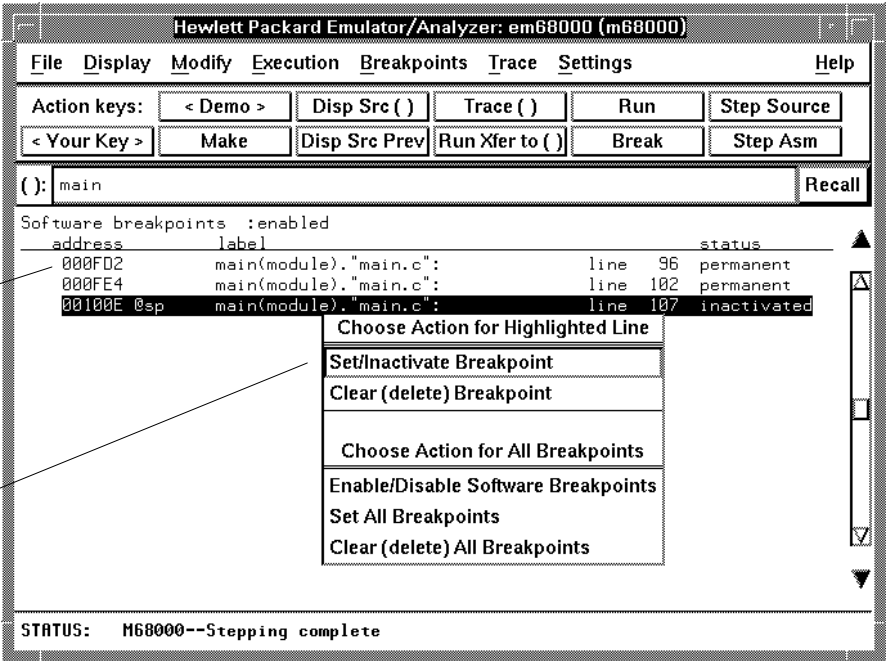 Hewlett Packard Emulator/Analyzer: em68000 (m68000)
File Display Modify Execution Breakpoints Trace Settings Help
Action keys: < Demo > Disp Src ( ) Trace ( ) Run Step Source
< Your Key > Make Disp Src Prev Run Xfer to ( ) Break Step Asm
( ): main Recall
Software breakpoints :enabled
address label status
000FD2 main(module)."main.c": line 96 permanent
000FE4 main(module)."main.c": line 102 permanent
00100E @sp main(module)."main.c": line 107 inactivated
Choose Action for Highlighted Line
Set/Inactivate Breakpoint
Clear (delete) Breakpoint
Choose Action for All Breakpoints
Enable/Disable Software Breakpoints
Set All Breakpoints
Clear (delete) All Breakpoints
STATUS: M68000--Stepping complete